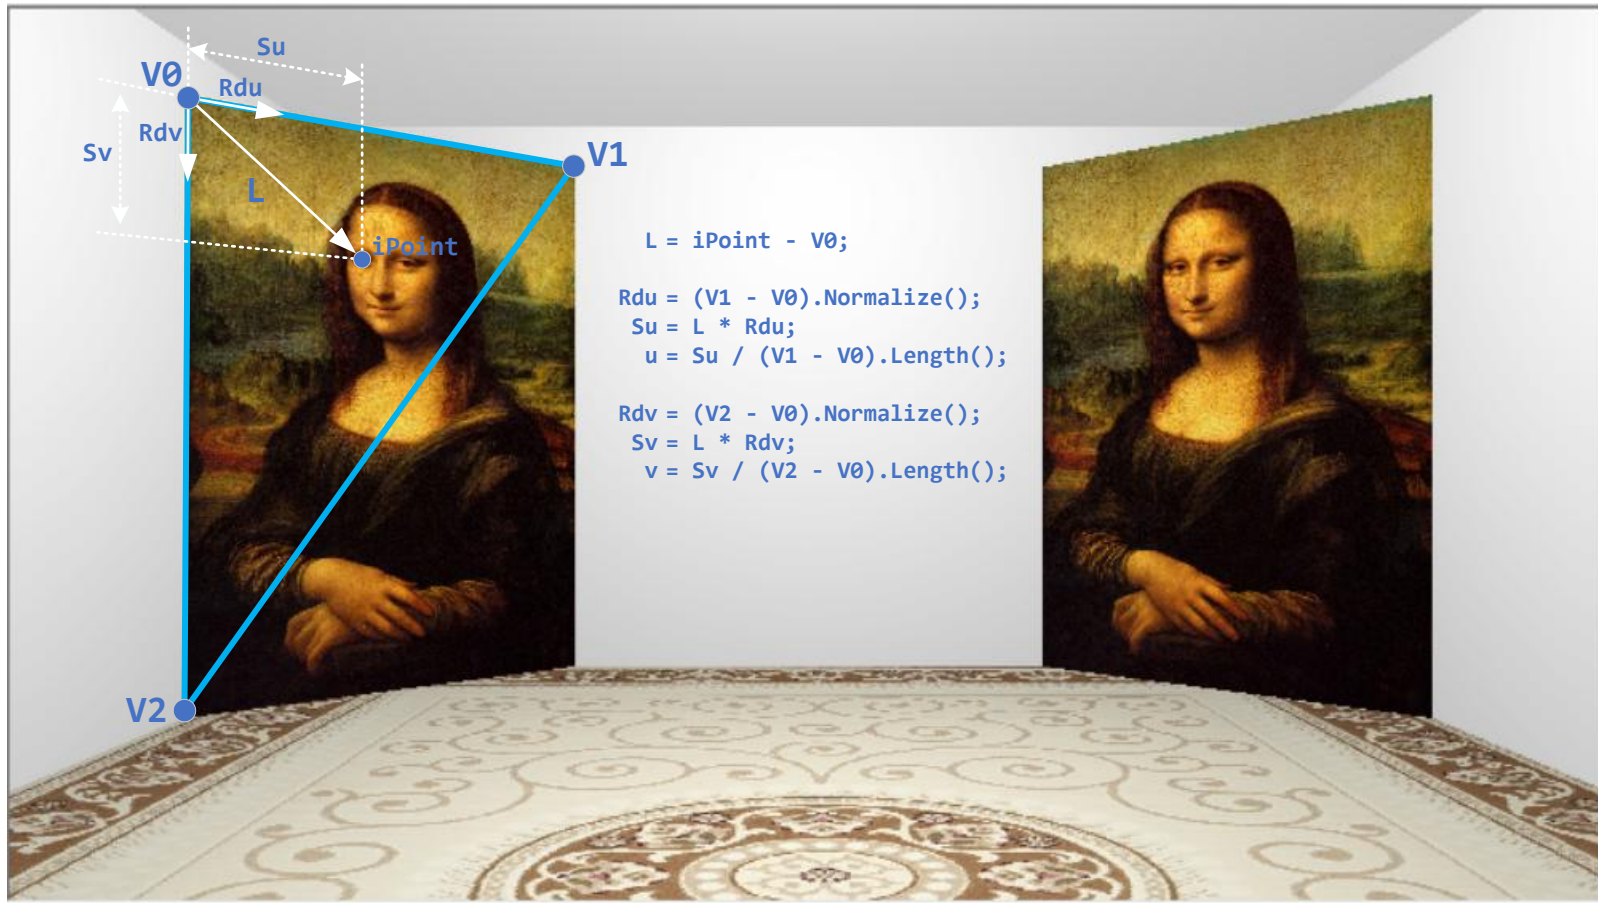 Su
V0
Rdu
Rdv
Sv
V1
L
iPoint
L = iPoint - V0;
Rdu = (V1 - V0).Normalize();
Su = L * Rdu;
u = Su / (V1 - V0).Length();
Rdv = (V2 - V0).Normalize();
Sv = L * Rdv;
v = Sv / (V2 - V0).Length();
V2